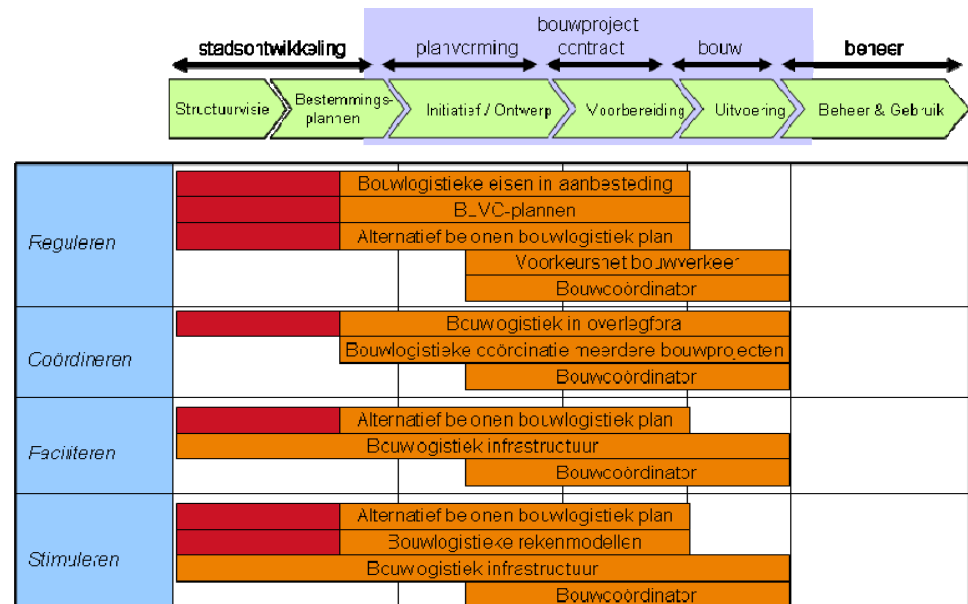 bouwproject
stadsontwikkeling planvorming contract bouw beheer
Structuurvisie Bestemmings-
plannen Initiatief / Ontwerp Voorbereiding Uitvoering Beheer & Gebruik
Reguleren
Bouwlogistieke eisen in aanbesteding
BLVC-plannen
Alternatief belonen bouwlogistiek plan
Voorkeursnet bouwverkeer
Bouwcoördinator
Coördineren
Bouwlogistiek in overlegfora
Bouwlogistieke coördinatie meerdere bouwprojecten
Bouwcoördinator
Faciliteren
Alternatief belonen bouwlogistiek plan
Bouwlogistiek infrastructuur
Bouwcoördinator
Stimuleren
Alternatief belonen bouwlogistiek plan
Bouwlogistieke rekenmodellen
Bouwlogistiek infrastructuur
Bouwcoördinator